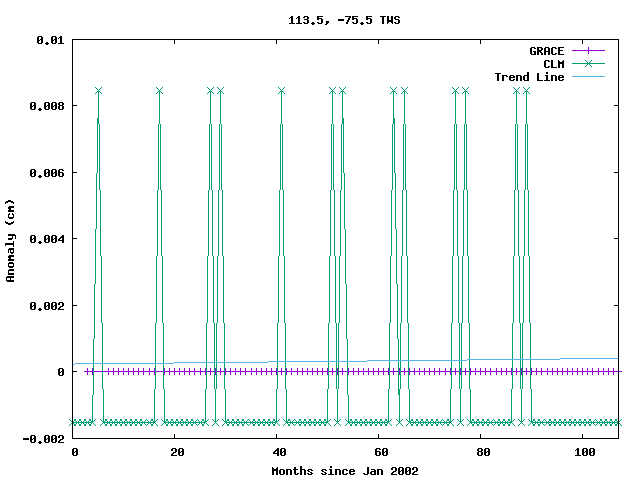 113.5, -75.5 TWS
GRACE
CLM
Trend Line
0.01
0.008
0.006
0.004
0.002
0
-0.002
Anomaly (cm)
0 20 40 60 80 100
Months since Jan 2002